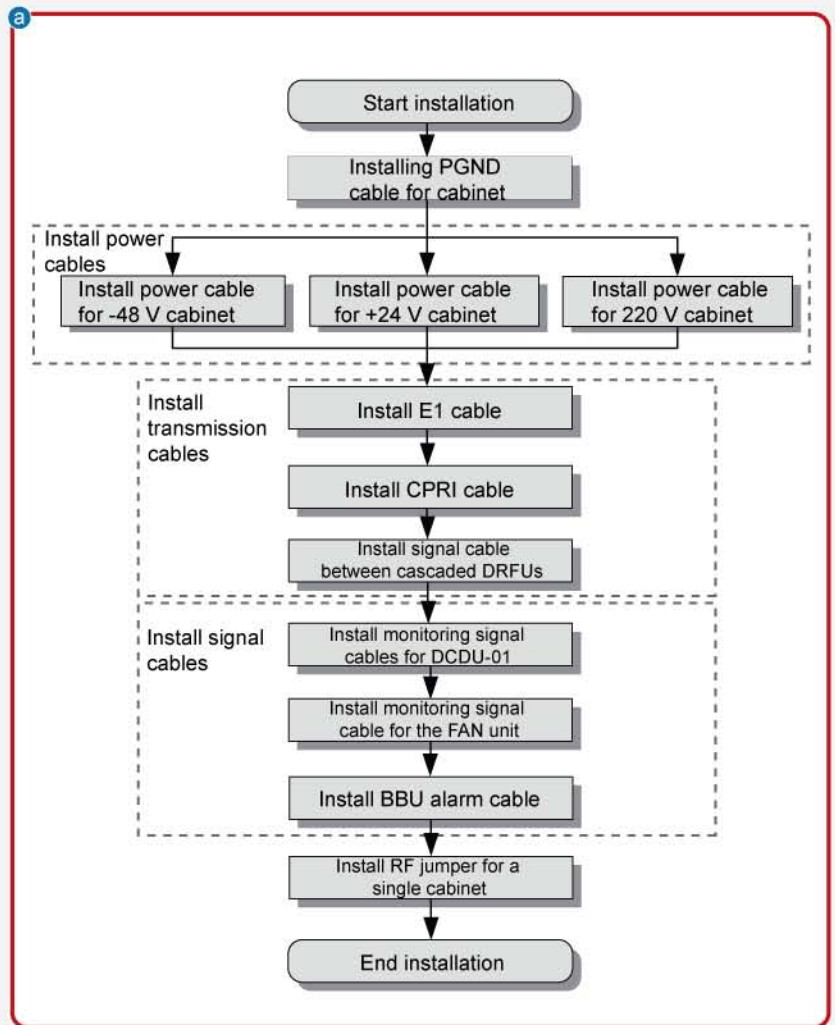 a
Start installation
Installing PGND
cable for cabinet
Install power
cables
Install power cable
for -48 V cabinet
Install power cable
for +24 V cabinet
Install power cable
for 220 V cabinet
Install
transmission
cables
Install E1 cable
Install CPRI cable
Install signal cable
between cascaded DRFUs
Install signal
cables
Install monitoring signal
cables for DCDU-01
Install monitoring signal
cable for the FAN unit
Install BBU alarm cable
Install RF jumper for a
single cabinet
End installation